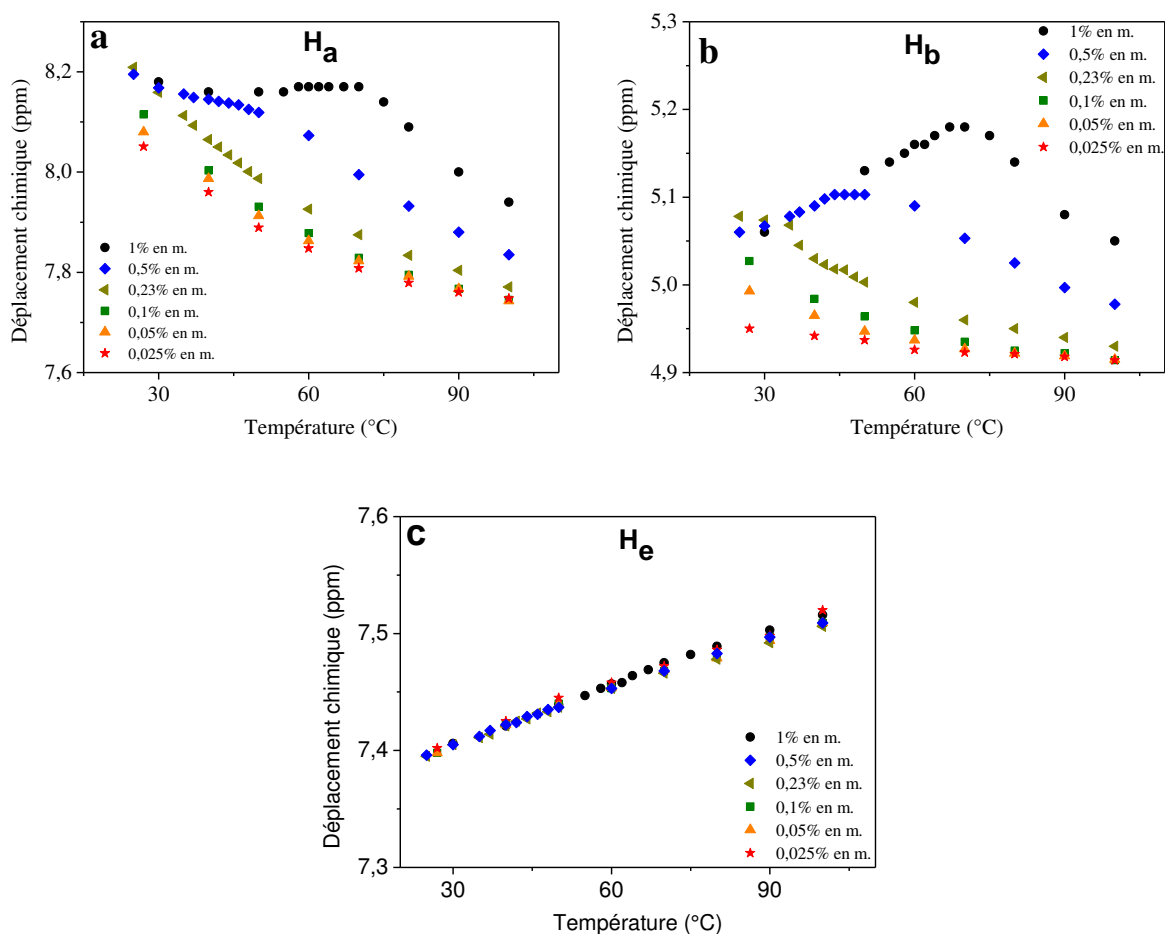 a
Hₐ
8,2
8,0
7,8
7,6
Déplacement chimique (ppm)
1% en m.
0,5% en m.
0,23% en m.
0,1% en m.
0,05% en m.
0,025% en m.
30
60
90
Température (°C)
b
H_b
5,3
5,2
5,1
5,0
4,9
Déplacement chimique (ppm)
1% en m.
0,5% en m.
0,23% en m.
0,1% en m.
0,05% en m.
0,025% en m.
30
60
90
Température (°C)
c
Hₑ
7,6
7,5
7,4
7,3
Déplacement chimique (ppm)
1% en m.
0,5% en m.
0,23% en m.
0,1% en m.
0,05% en m.
0,025% en m.
30
60
90
Température (°C)